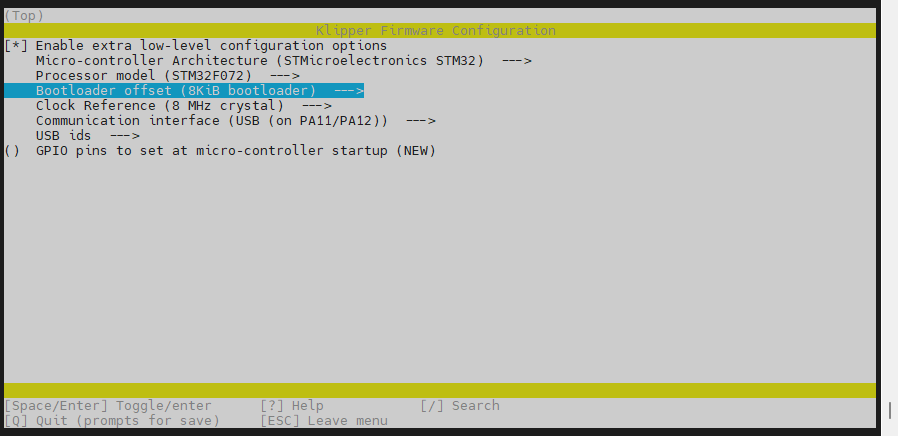 (Top)
Klipper Firmware Configuration
[*] Enable extra low-level configuration options
Micro-controller Architecture (STMicroelectronics STM32)  --->
Processor model (STM32F072)  --->
Bootloader offset (8KiB bootloader)  --->
Clock Reference (8 MHz crystal)  --->
Communication interface (USB (on PA11/PA12))  --->
USB ids  --->
()  GPIO pins to set at micro-controller startup (NEW)
[Space/Enter] Toggle/enter      [?] Help            [/] Search
[Q] Quit (prompts for save)     [ESC] Leave menu